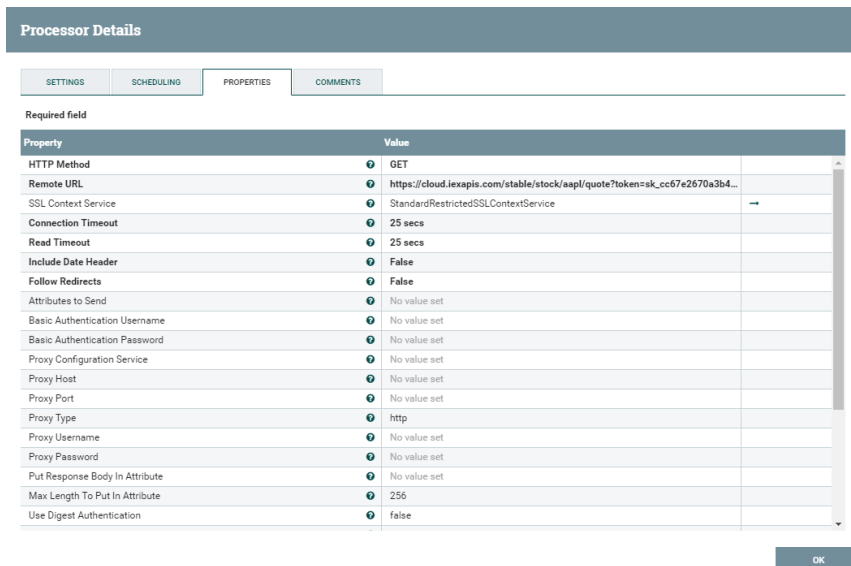 Processor Details
SETTINGS SCHEDULING PROPERTIES COMMENTS
Required field
Property Value
HTTP Method GET
Remote URL https://cloud.iexapis.com/stable/stock/aapl/quote?token=sk_cc67e2670a3b4...
SSL Context Service StandardRestrictedSSLContextService
Connection Timeout 25 secs
Read Timeout 25 secs
Include Date Header False
Follow Redirects False
Attributes to Send No value set
Basic Authentication Username No value set
Basic Authentication Password No value set
Proxy Configuration Service No value set
Proxy Host No value set
Proxy Port No value set
Proxy Type http
Proxy Username No value set
Proxy Password No value set
Put Response Body In Attribute No value set
Max Length To Put In Attribute 256
Use Digest Authentication false
OK